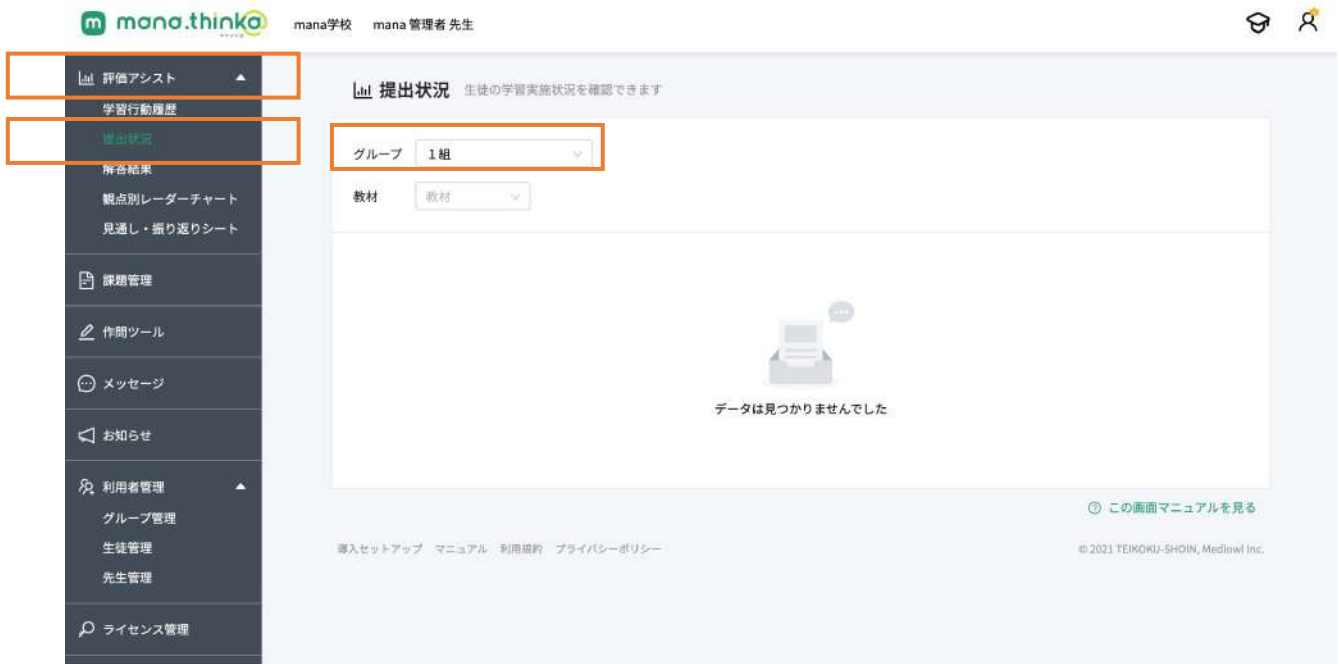 m mana.thinka mana学校 mana 管理者 先生
評価アシスト
学習行動履歴
提出状況
解答結果
観点別レーダーチャート
見通し・振り返りシート
課題管理
作問ツール
メッセージ
お知らせ
利用者管理
グループ管理
生徒管理
先生管理
ライセンス管理
提出状況 生徒の学習実施状況を確認できます
グループ 1組
教材 教材
データは見つかりませんでした
? この画面マニュアルを見る
導入セットアップ マニュアル 利用規約 プライバシーポリシー
© 2021 TEIKOKU-SHOIN, Mediowl Inc.